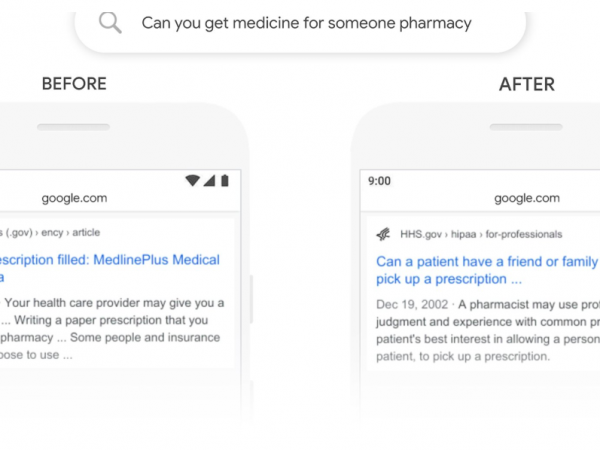 Can you get medicine for someone pharmacy
BEFORE
google.com
s (.gov) › ency › article
escription filled: MedlinePlus Medical
a
Your health care provider may give you a
... Writing a paper prescription that you
pharmacy ... Some people and insurance
pose to use ...
AFTER
9:00
google.com
HHS.gov › hipaa › for-professionals
Can a patient have a friend or family
pick up a prescription ...
Dec 19, 2002 · A pharmacist may use prof
judgment and experience with common pr
patient's best interest in allowing a person
patient, to pick up a prescription.